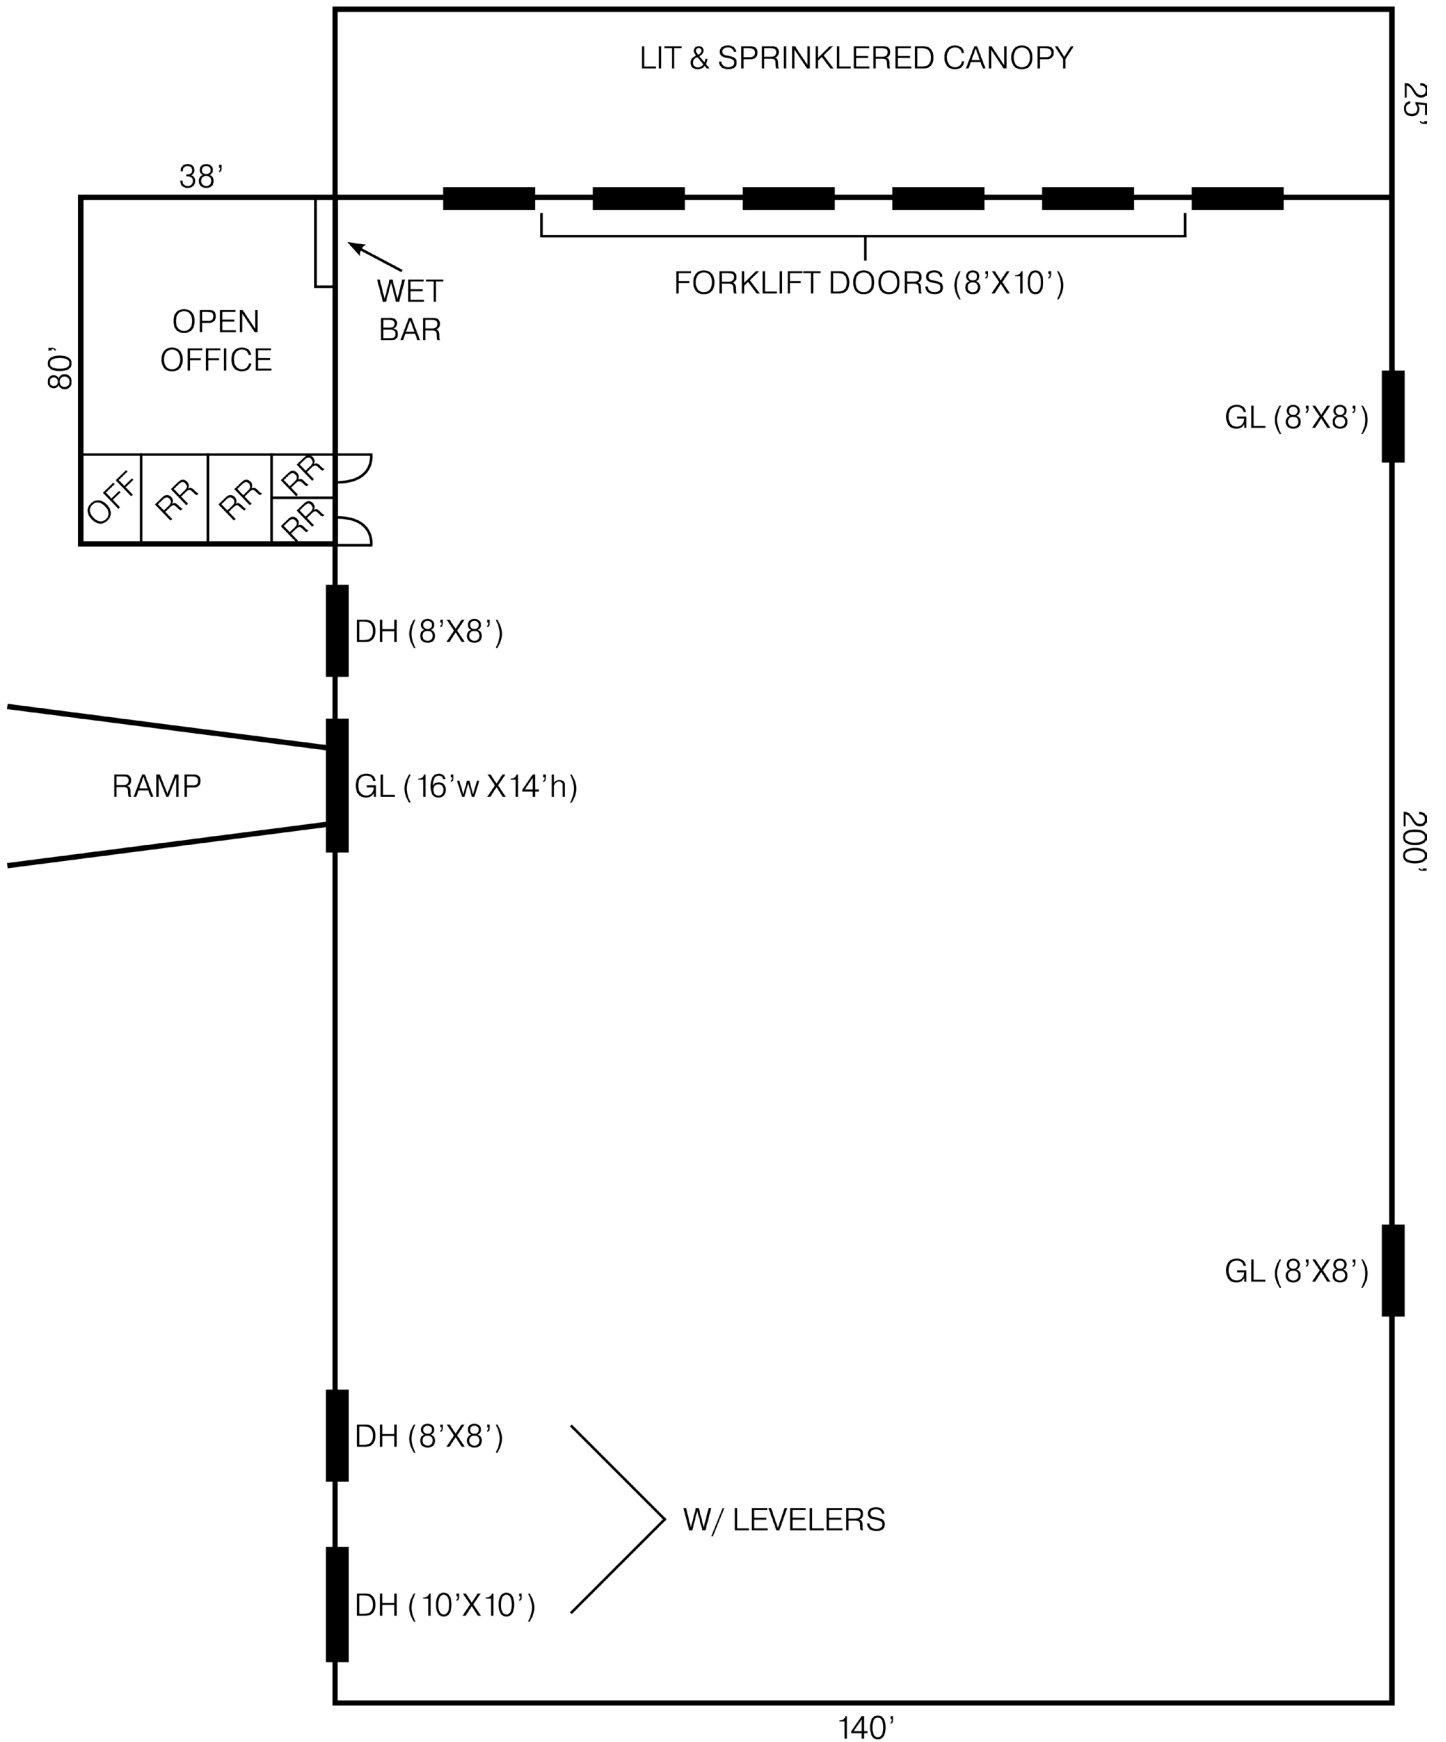 LIT & SPRINKLERED CANOPY
25'
38'
FORKLIFT DOORS (8'X10')
WET
BAR
OPEN
OFFICE
80'
GL (8'X8')
OFF
RR
RR
RR
RR
DH (8'X8')
RAMP
GL (16'w X14'h)
200'
GL (8'X8')
DH (8'X8')
W/ LEVELERS
DH (10'X10')
140'